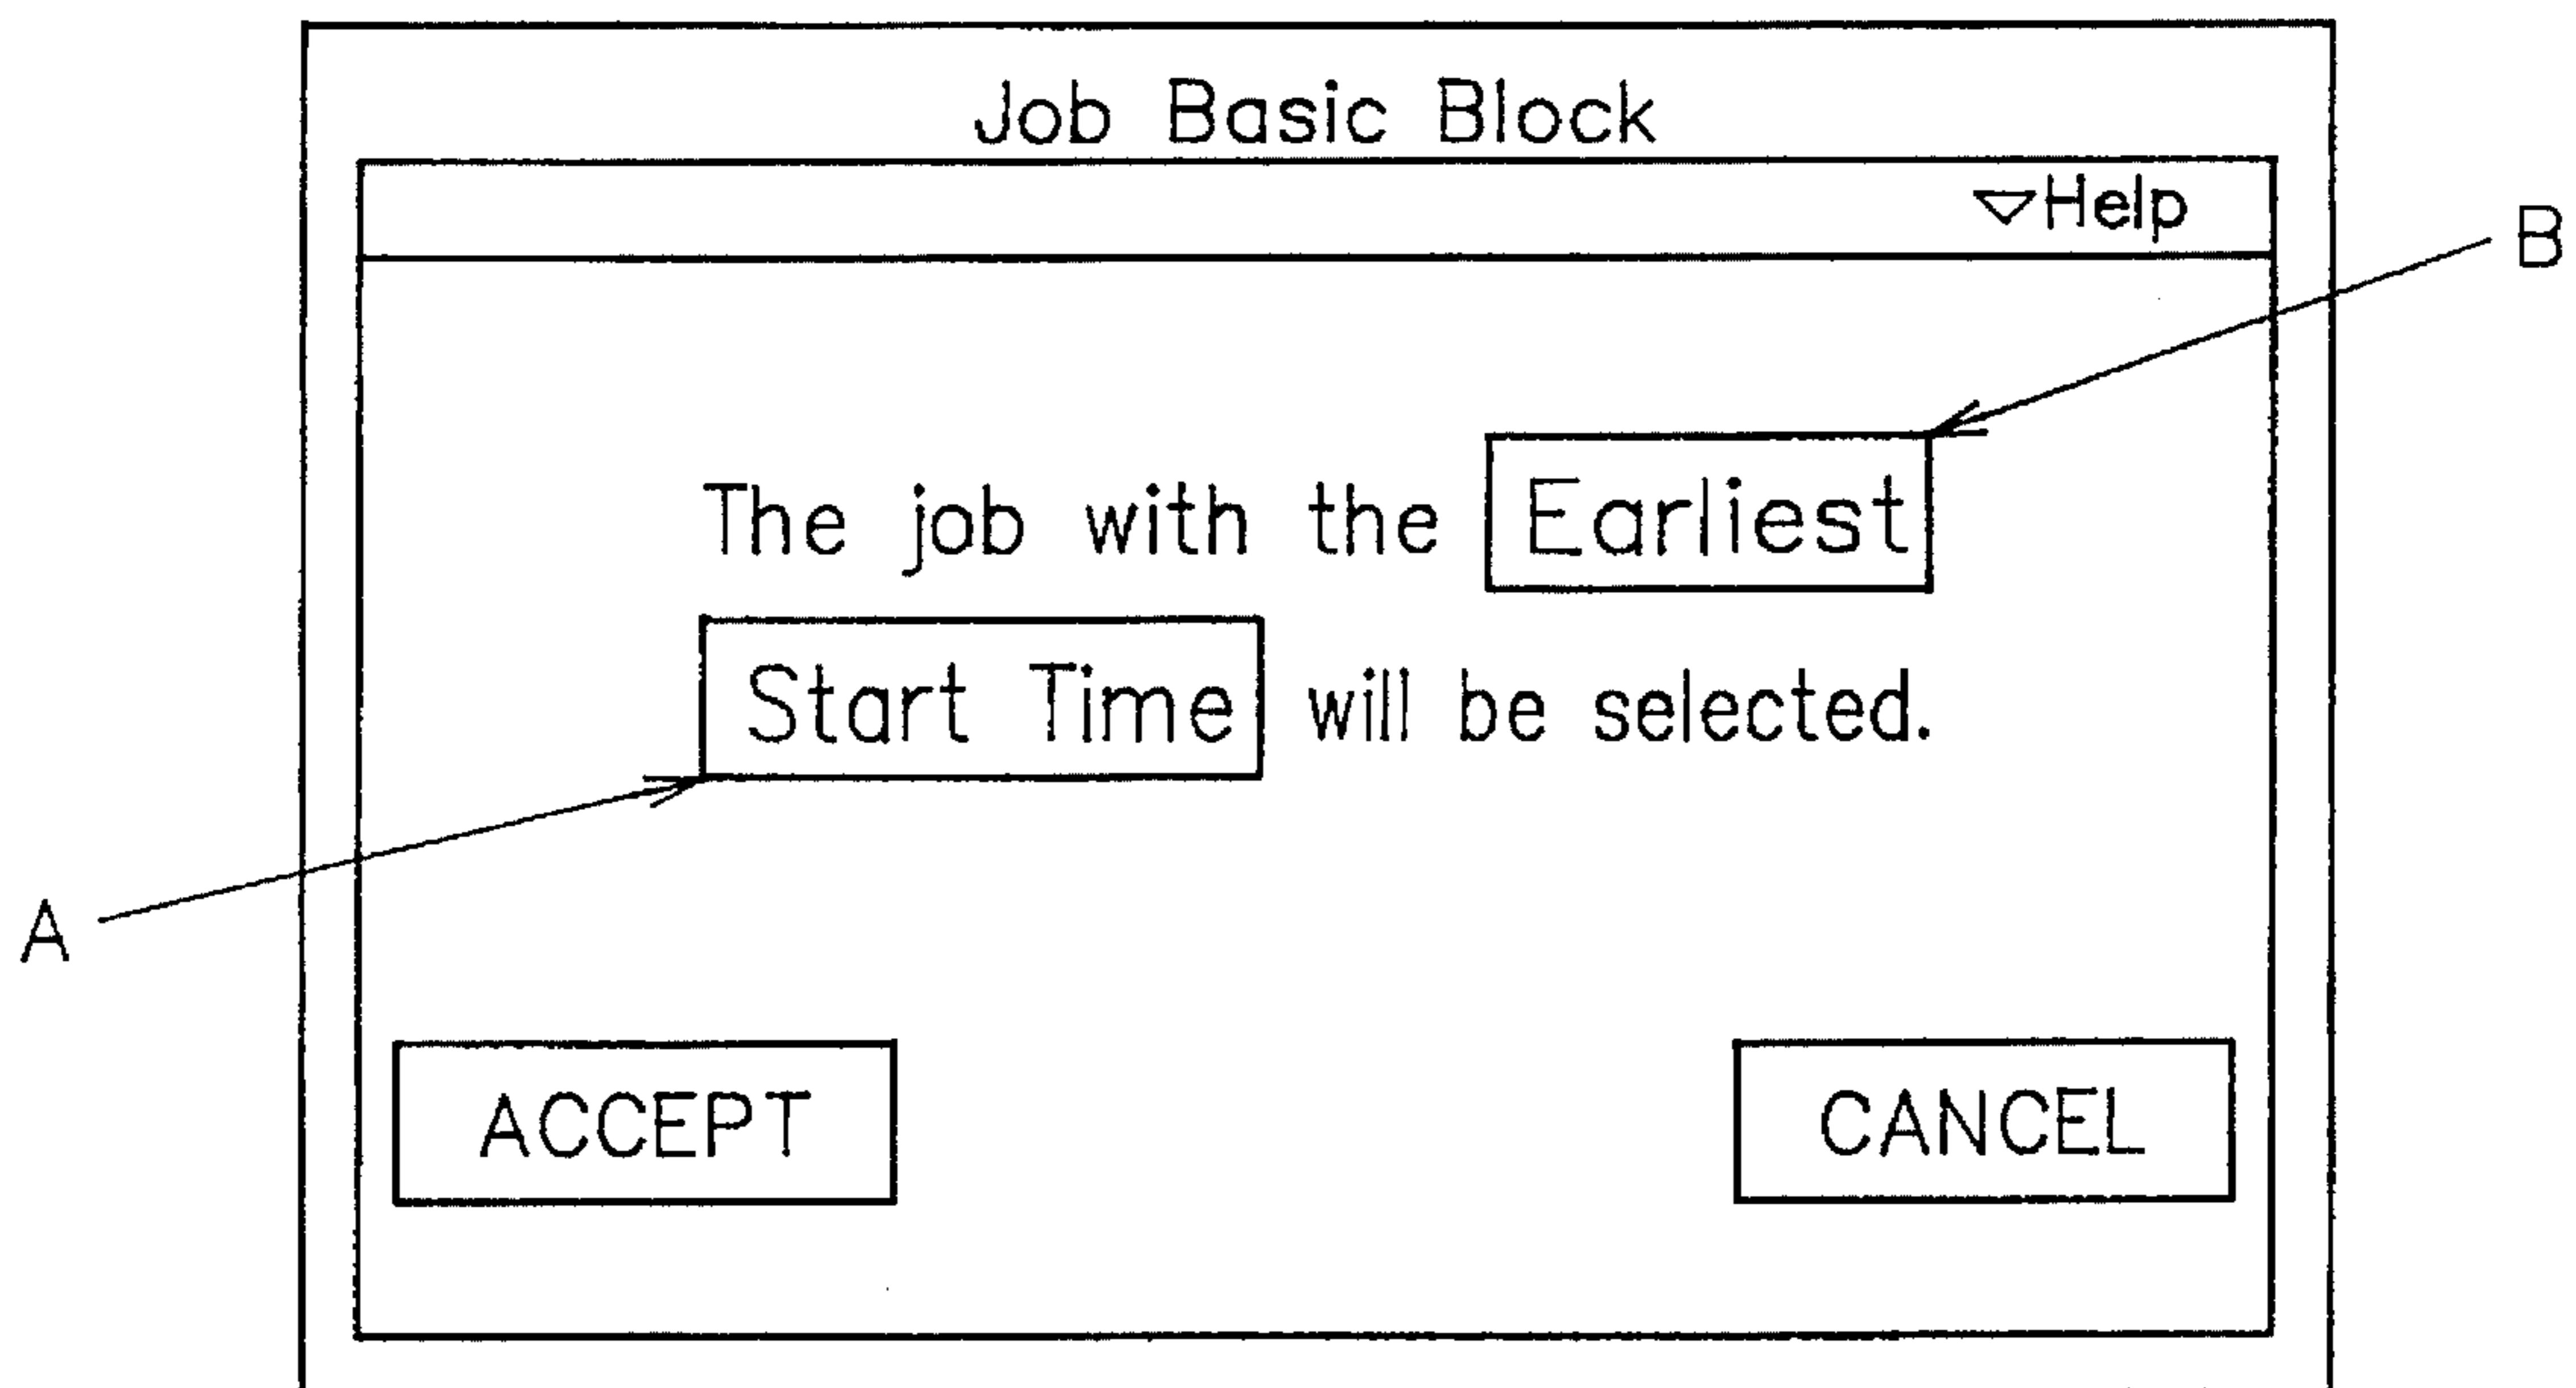 Job Basic Block
▽Help
B
The job with the Earliest
Start Time will be selected.
A
ACCEPT
CANCEL